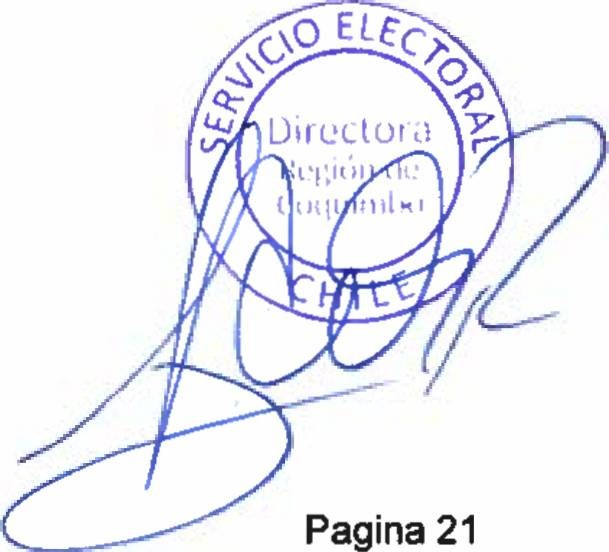 SERVICIO ELECTORAL
Directora
Región de
Coquimbo
CHILE
Pagina 21